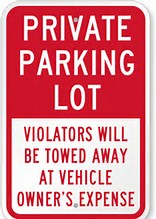 PRIVATE
PARKING
LOT
VIOLATORS WILL
BE TOWED AWAY
AT VEHICLE
OWNER'S EXPENSE